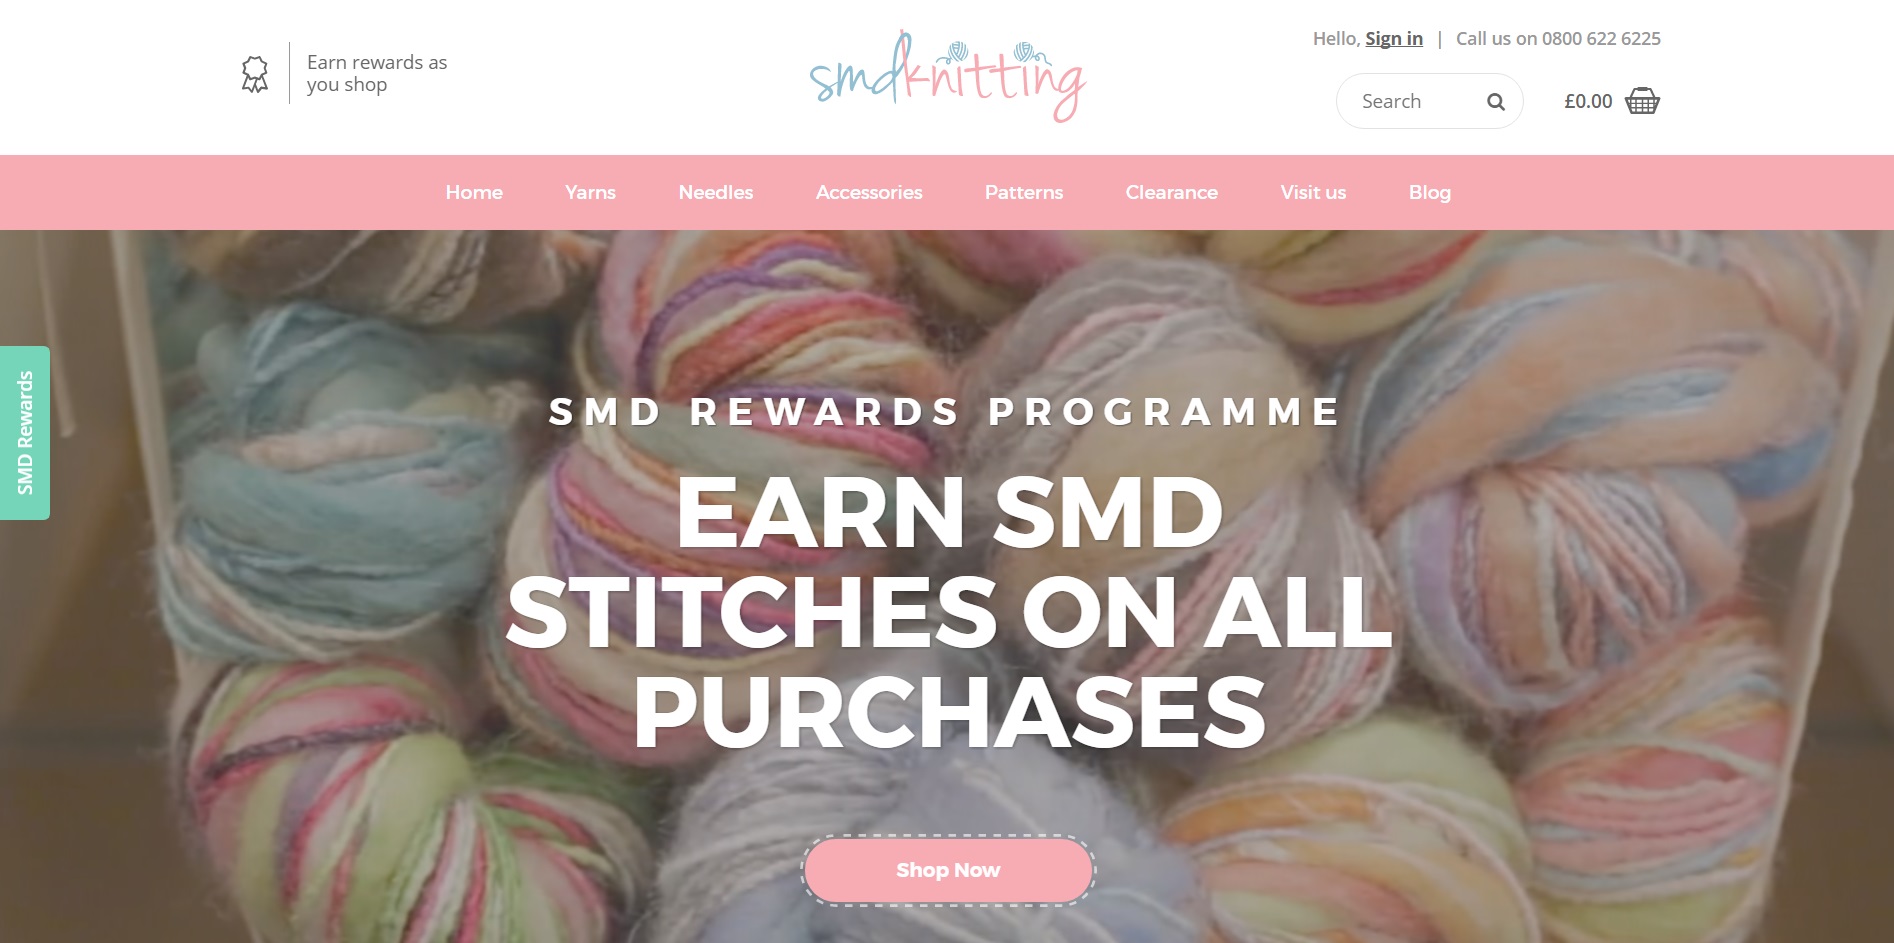 Earn rewards as
you shop
smdknitting
Hello, Sign in | Call us on 0800 622 6225
Search
£0.00
Home Yarns Needles Accessories Patterns Clearance Visit us Blog
SMD Rewards
SMD REWARDS PROGRAMME
EARN SMD
STITCHES ON ALL
PURCHASES
Shop Now